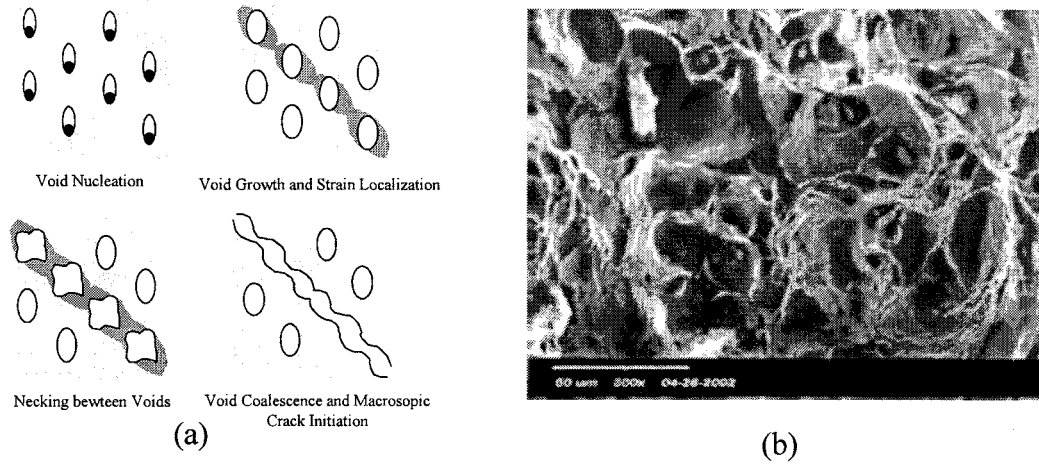 Void Nucleation
Void Growth and Strain Localization
Necking bewteen Voids
Void Coalescence and Macrosopic
Crack Initiation
(a)
60 um 500x 04-26-2002
(b)